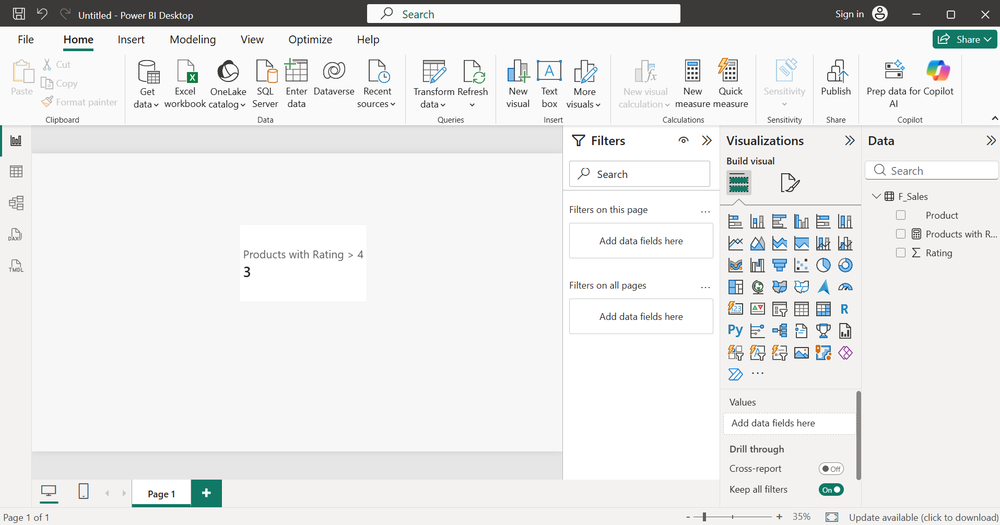 Untitled - Power BI Desktop
Search
Sign in
File
Home
Insert
Modeling
View
Optimize
Help
Share
Paste
Cut
Copy
Format painter
Clipboard
Get
data
Excel
workbook
OneLake
catalog
SQL
Server
Enter
data
Dataverse
Recent
sources
Data
Transform
data
Refresh
Queries
New
visual
A
Text
box
More
visuals
Insert
fx
New visual
calculation
New
measure
Quick
measure
Calculations
Sensitivity
Sensitivity
Publish
Share
Prep data for
AI
Copilot
Copilot
DAX
TMDL
Products with Rating > 4
3
Filters
Search
Filters on this page
...
Add data fields here
Filters on all pages
...
Add data fields here
Visualizations
Build visual
123
R
Py
A
...
Values
Add data fields here
Drill through
Cross-report
Off
Keep all filters
On
Data
Search
F_Sales
Product
Products with R...
Rating
Page 1
+
Page 1 of 1
-
+
35%
Update available (click to download)